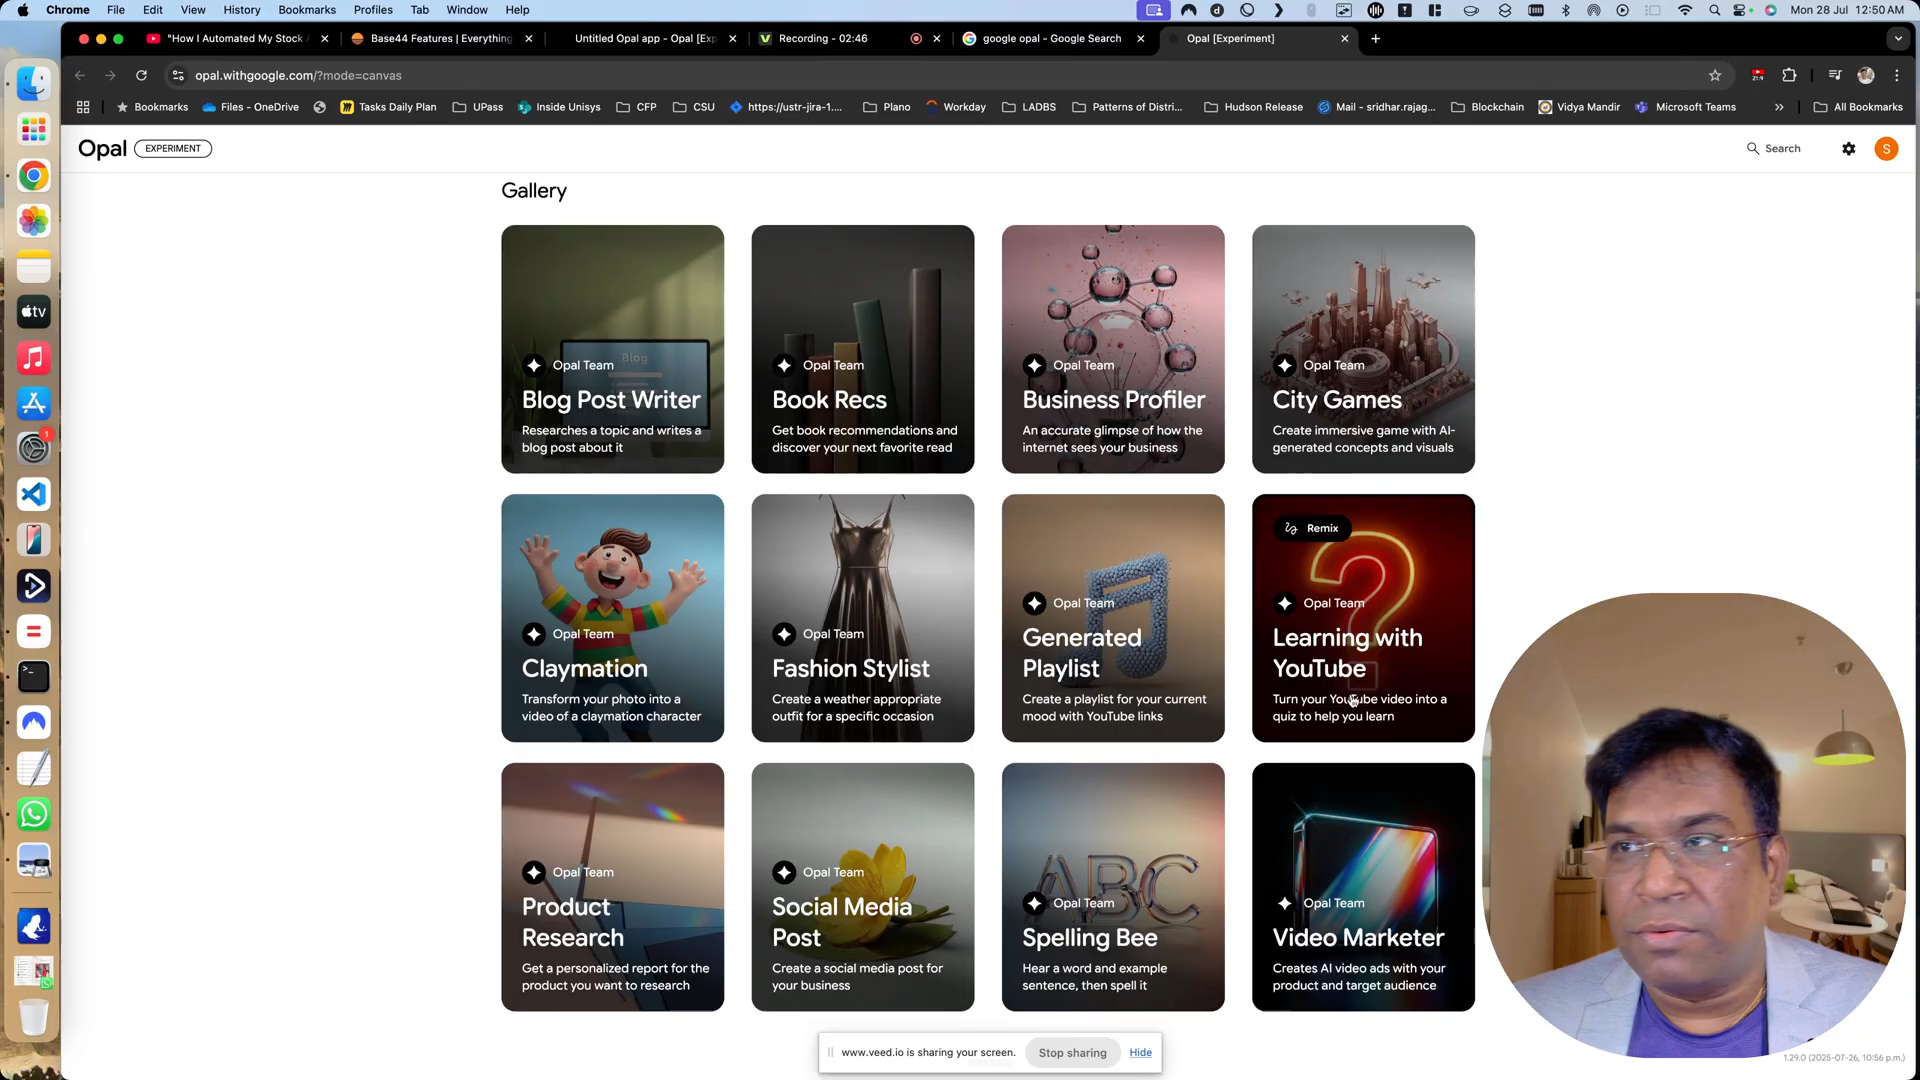 Chrome File Edit View History Bookmarks Profiles Tab Window Help Mon 28 Jul 12:50 AM
"How I Automated My Stock Base44 Features | Everything Untitled Opal app - Opal [Exp Recording - 02:46 google opal - Google Search Opal [Experiment]
opal.withgoogle.com/?mode=canvas
Bookmarks Files - OneDrive Tasks Daily Plan UPass Inside Unisys CFP CSU https://ustr-jira-1.... Plano Workday LADBS Patterns of Distri... Hudson Release Mail - sridhar.rajag... Blockchain Vidya Mandir Microsoft Teams All Bookmarks
Opal EXPERIMENT Search S
Gallery
Blog
Opal Team
Blog Post Writer
Researches a topic and writes a
blog post about it
Opal Team
Book Recs
Get book recommendations and
discover your next favorite read
Opal Team
Business Profiler
An accurate glimpse of how the
internet sees your business
Opal Team
City Games
Create immersive game with AI-
generated concepts and visuals
Opal Team
Claymation
Transform your photo into a
video of a claymation character
Opal Team
Fashion Stylist
Create a weather appropriate
outfit for a specific occasion
Opal Team
Generated
Playlist
Create a playlist for your current
mood with YouTube links
Remix
Opal Team
Learning with
YouTube
Turn your YouTube video into a
quiz to help you learn
Opal Team
Product
Research
Get a personalized report for the
product you want to research
Opal Team
Social Media
Post
Create a social media post for
your business
ABC
Opal Team
Spelling Bee
Hear a word and example
sentence, then spell it
Opal Team
Video Marketer
Creates AI video ads with your
product and target audience
www.veed.io is sharing your screen. Stop sharing Hide
1.29.0 (2025-07-26, 10:56 p.m.)
tv
1